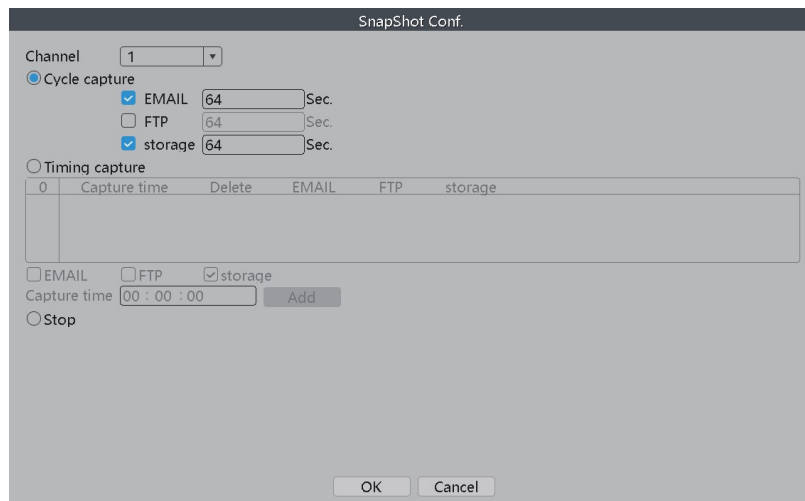 SnapShot Conf.
Channel 1
Cycle capture
EMAIL 64 Sec.
FTP 64 Sec.
storage 64 Sec.
Timing capture
0 Capture time Delete EMAIL FTP storage
EMAIL FTP storage
Capture time 00 : 00 : 00 Add
Stop
OK Cancel